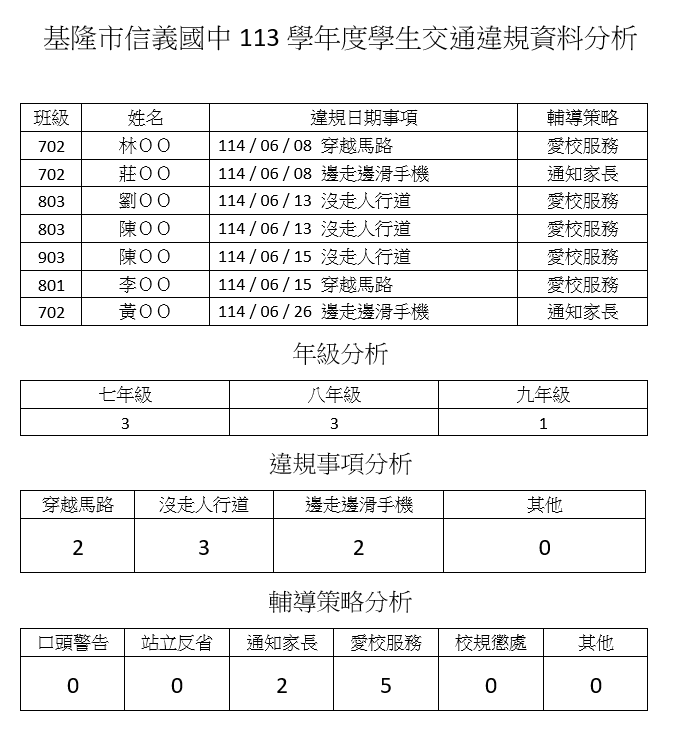 基隆市信義國中 113 學年度學生交通違規資料分析
班級 姓名 違規日期事項 輔導策略
702 林ＯＯ 114 / 06 / 08 穿越馬路 愛校服務
702 莊ＯＯ 114 / 06 / 08 邊走邊滑手機 通知家長
803 劉ＯＯ 114 / 06 / 13 沒走人行道 愛校服務
803 陳ＯＯ 114 / 06 / 13 沒走人行道 愛校服務
903 陳ＯＯ 114 / 06 / 15 沒走人行道 愛校服務
801 李ＯＯ 114 / 06 / 15 穿越馬路 愛校服務
702 黃ＯＯ 114 / 06 / 26 邊走邊滑手機 通知家長
年級分析
七年級 八年級 九年級
3 3 1
違規事項分析
穿越馬路 沒走人行道 邊走邊滑手機 其他
2 3 2 0
輔導策略分析
口頭警告 站立反省 通知家長 愛校服務 校規懲處 其他
0 0 2 5 0 0